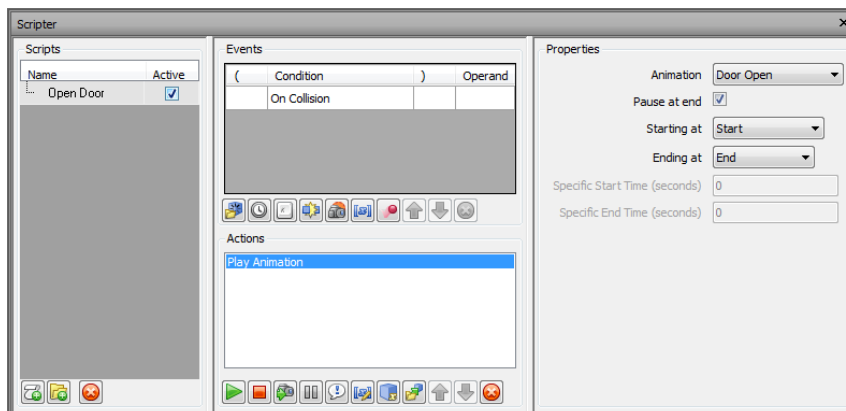 Scripter
Scripts
Name Active
Open Door
Events
( Condition ) Operand
On Collision
Actions
Play Animation
Properties
Animation Door Open
Pause at end
Starting at Start
Ending at End
Specific Start Time (seconds) 0
Specific End Time (seconds) 0